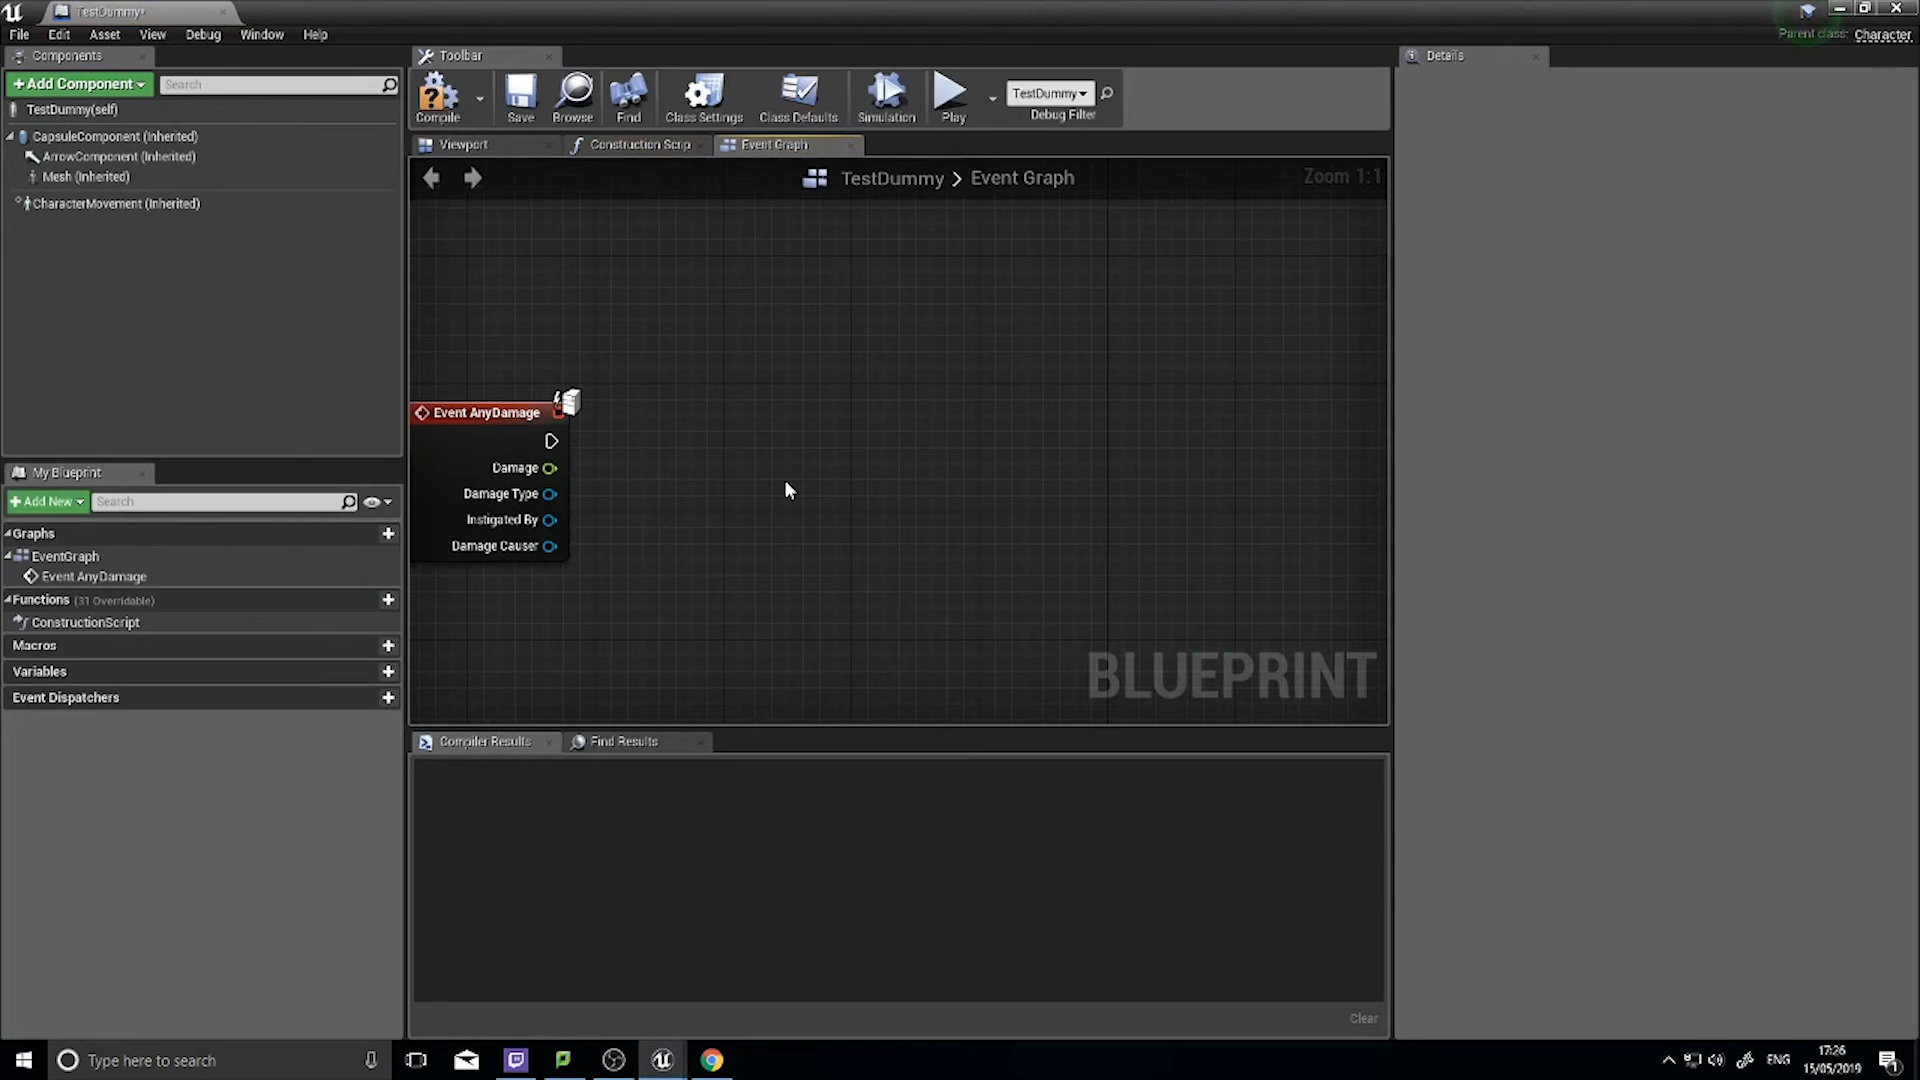 TestDummy*
File Edit Asset View Debug Window Help
Parent class: Character
Components
Toolbar
Details
+Add Component
Search
TestDummy(self)
CapsuleComponent (Inherited)
ArrowComponent (Inherited)
Mesh (Inherited)
CharacterMovement (Inherited)
Compile
Save
Browse
Find
Class Settings
Class Defaults
Simulation
Play
TestDummy
Debug Filter
Viewport
Construction Scrip
Event Graph
TestDummy > Event Graph
Zoom 1:1
Event AnyDamage
Damage
Damage Type
Instigated By
Damage Causer
BLUEPRINT
My Blueprint
+Add New
Search
Graphs
EventGraph
Event AnyDamage
Functions (31 Overridable)
ConstructionScript
Macros
Variables
Event Dispatchers
Compiler Results
Find Results
Clear
Type here to search
ENG
17:26
15/05/2019